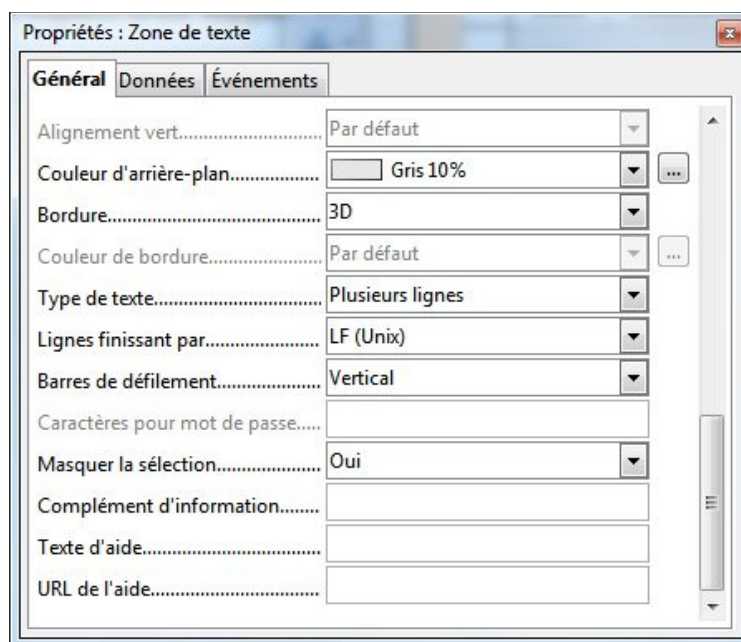 Propriétés : Zone de texte
Général Données Événements
Alignement vert............................. Par défaut
Couleur d'arrière-plan................... Gris 10% ...
Bordure.......................................... 3D
Couleur de bordure....................... Par défaut ...
Type de texte................................. Plusieurs lignes
Lignes finissant par....................... LF (Unix)
Barres de défilement..................... Vertical
Caractères pour mot de passe.....
Masquer la sélection..................... Oui
Complément d'information........
Texte d'aide....................................
URL de l'aide..................................